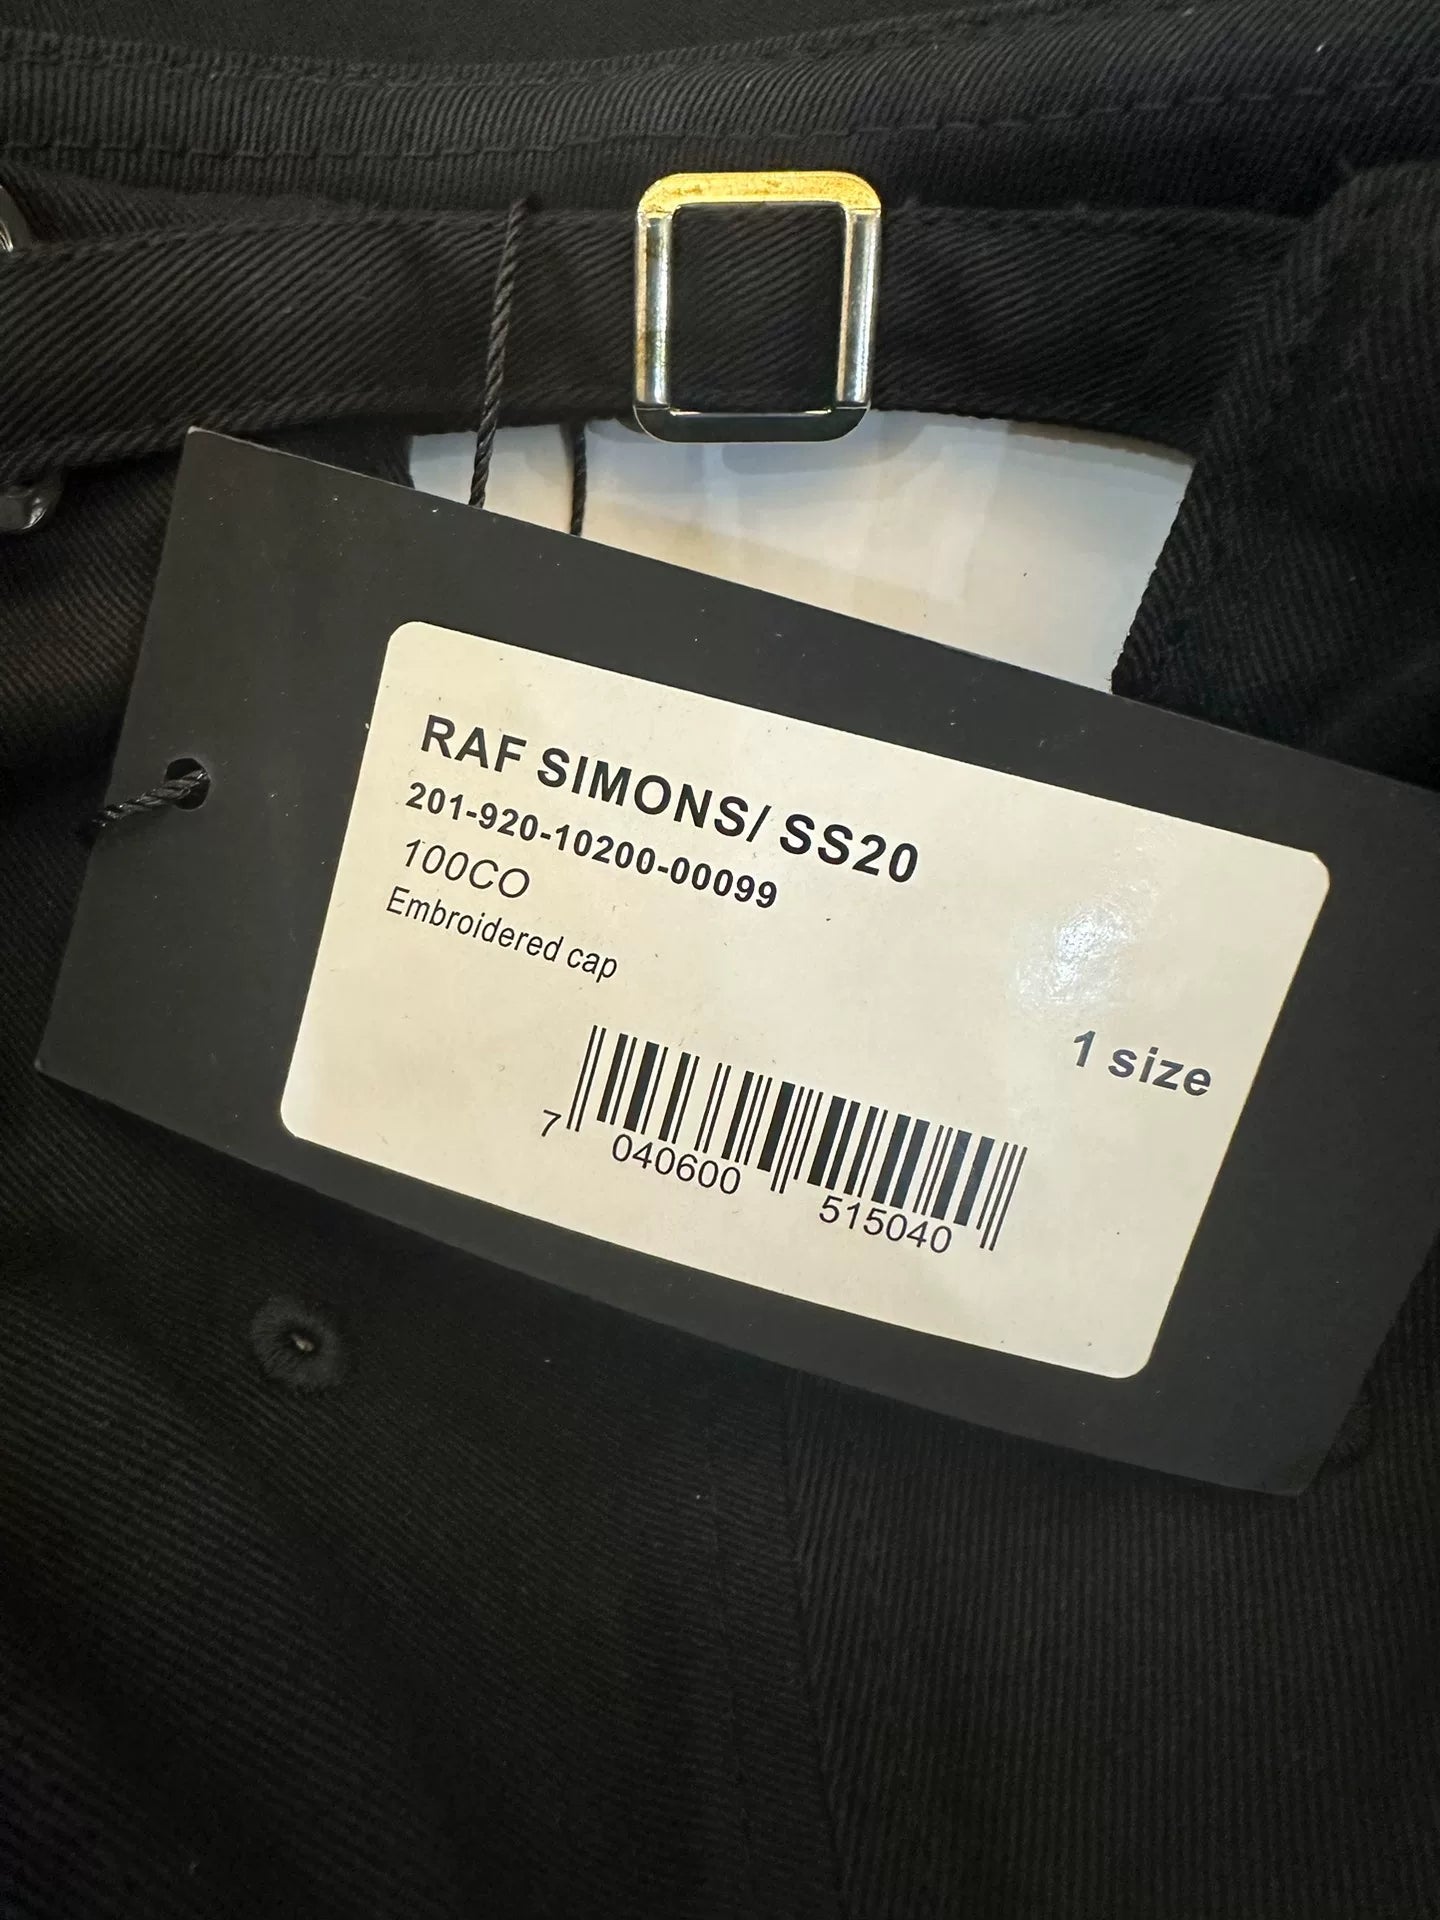 RAF SIMONS/ SS20
201-920-10200-00099
100CO
Embroidered cap
1 size
7 040600 515040